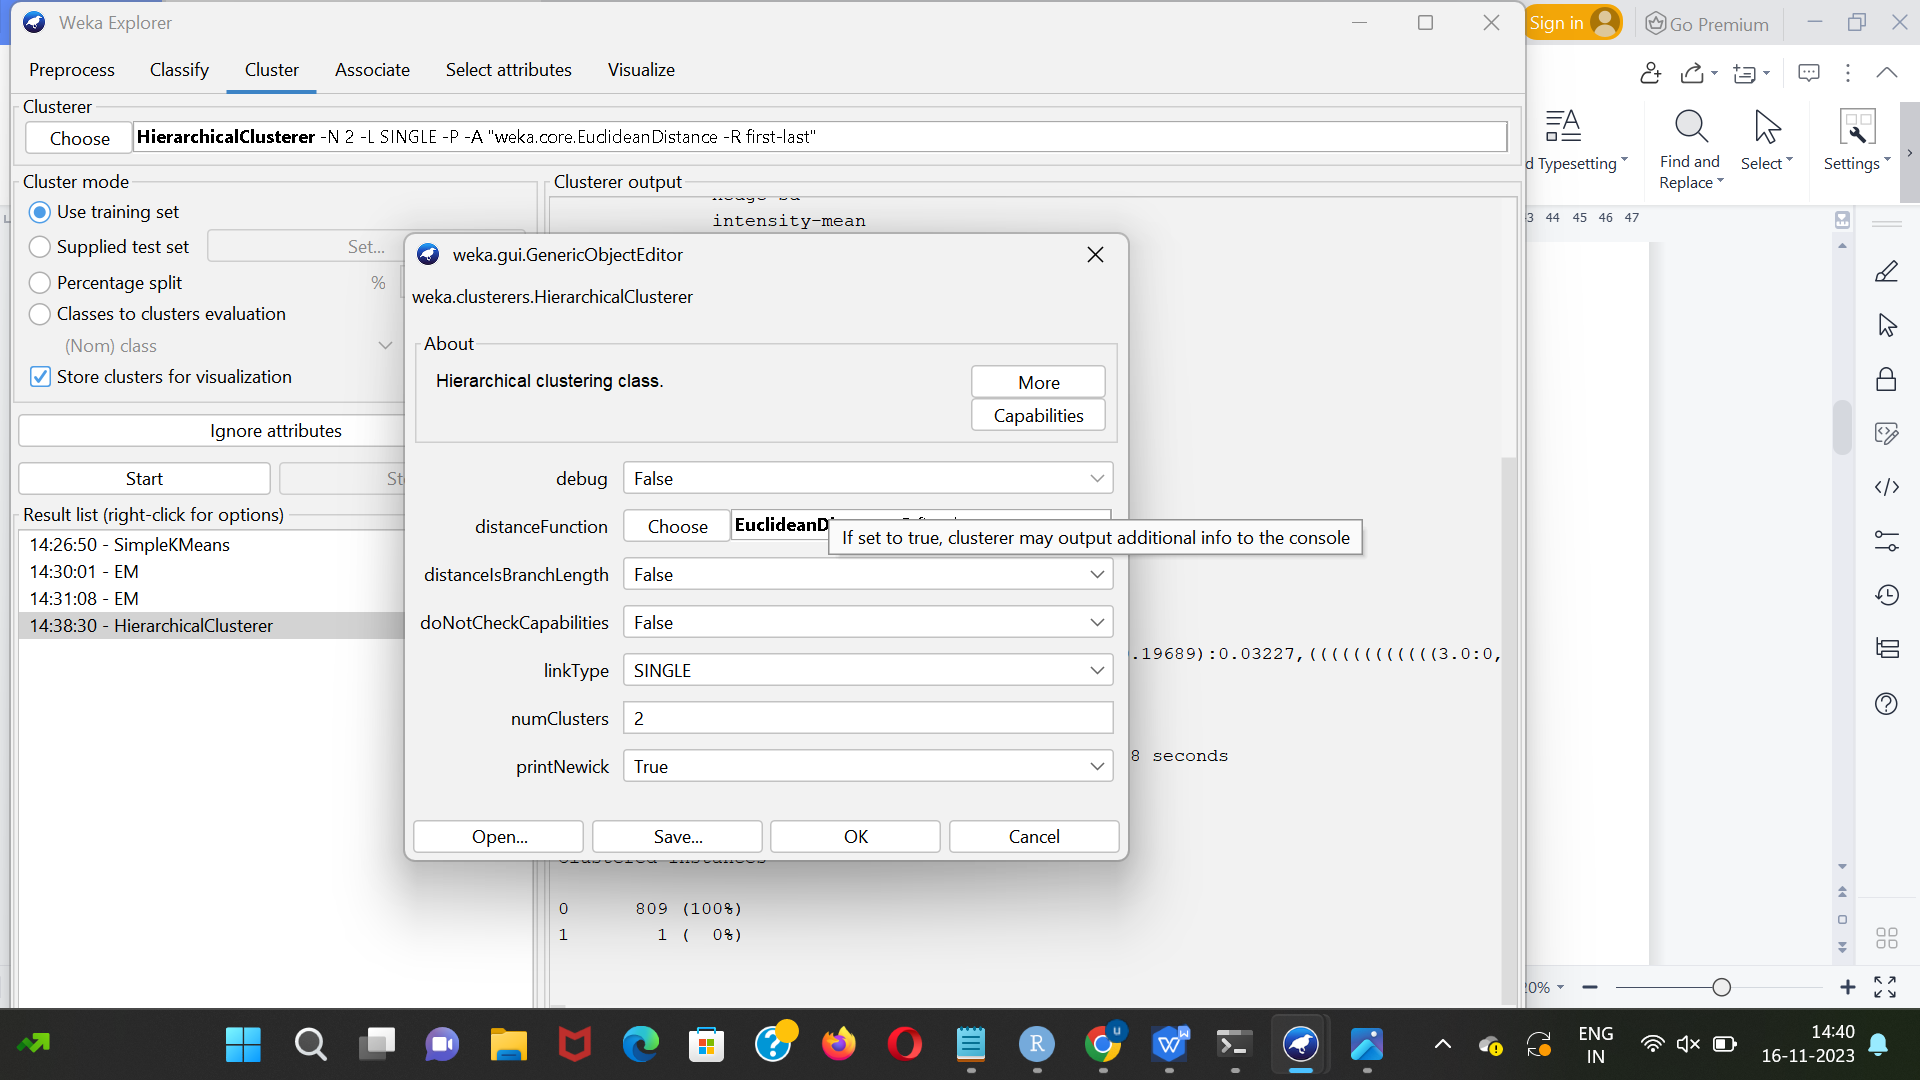 Weka Explorer
Sign in
Go Premium
Preprocess
Classify
Cluster
Associate
Select attributes
Visualize
Clusterer
Choose
HierarchicalClusterer -N 2 -L SINGLE -P -A "weka.core.EuclideanDistance -R first-last"
Typesetting
Find and
Replace
Select
Settings
Cluster mode
Use training set
Supplied test set
Set...
Percentage split
%
Classes to clusters evaluation
(Nom) class
Store clusters for visualization
Ignore attributes
Start
Result list (right-click for options)
14:26:50 - SimpleKMeans
14:30:01 - EM
14:31:08 - EM
14:38:30 - HierarchicalClusterer
Clusterer output
intensity-mean
44 45 46 47
weka.gui.GenericObjectEditor
weka.clusterers.HierarchicalClusterer
About
Hierarchical clustering class.
More
Capabilities
debug
False
distanceFunction
Choose
EuclideanD
If set to true, clusterer may output additional info to the console
distanceIsBranchLength
False
doNotCheckCapabilities
False
linkType
SINGLE
numClusters
2
printNewick
True
Open...
Save...
OK
Cancel
.19689):0.03227,((((((((((((3.0:0,
8 seconds
Clustered Instances
0 809 (100%)
1 1 ( 0%)
0%
ENG
IN
14:40
16-11-2023